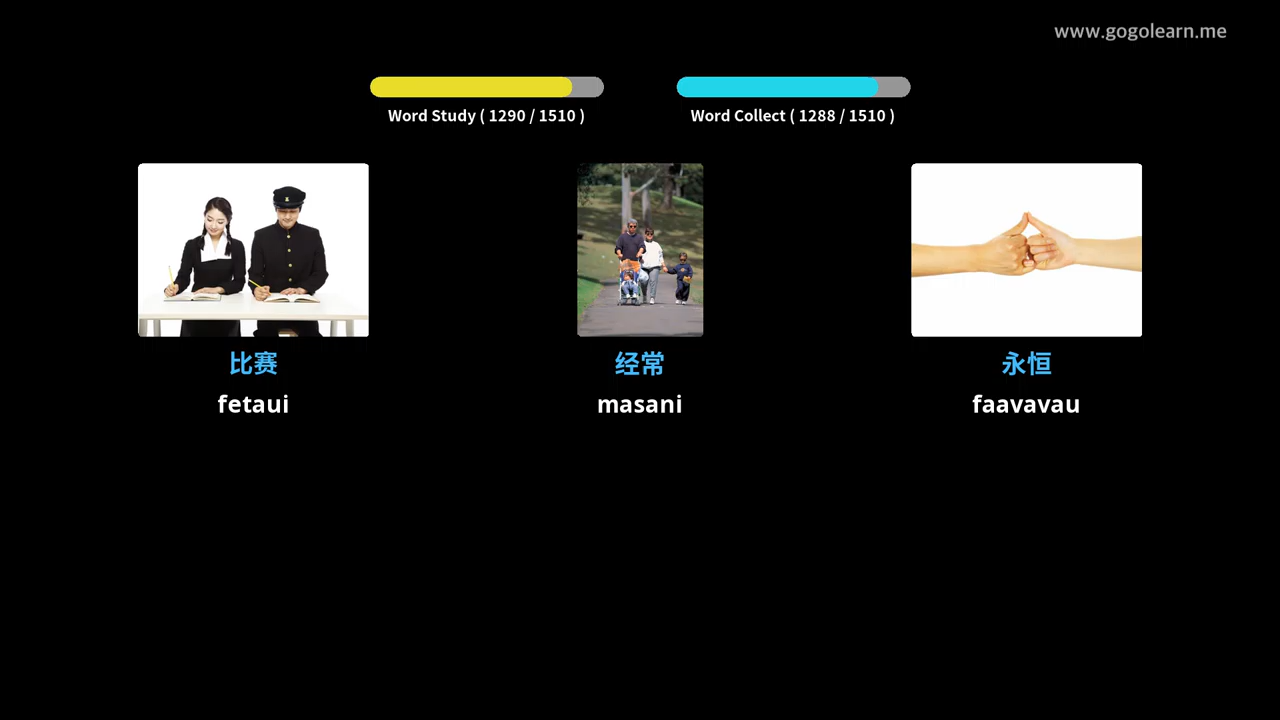 www.gogolearn.me
Word Study ( 1290 / 1510 )
Word Collect ( 1288 / 1510 )
比赛
fetaui
经常
masani
永恒
faavavau